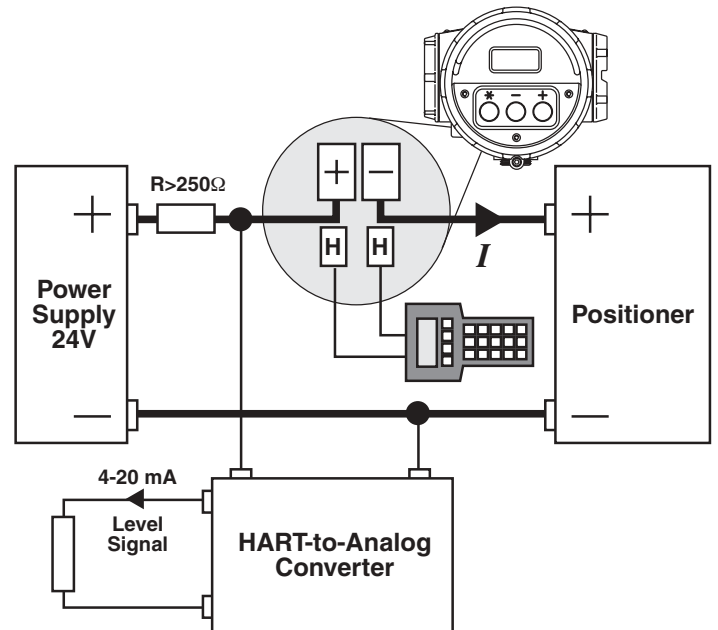 * − +
R>250Ω
+ −
H H
I
+
Power
Supply
24V
−
+
Positioner
−
4-20 mA
Level
Signal
HART-to-Analog
Converter